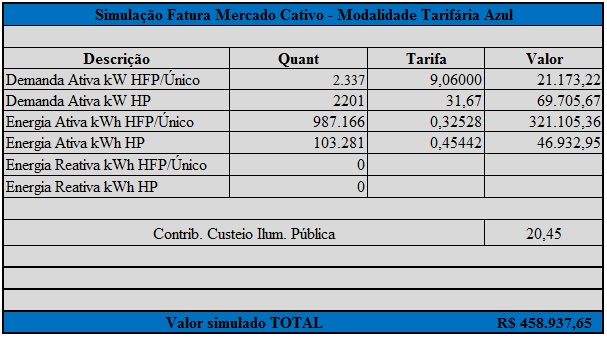 Simulação Fatura Mercado Cativo - Modalidade Tarifária Azul
Descrição Quant Tarifa Valor
Demanda Ativa kW HFP/Único 2.337 9,06000 21.173,22
Demanda Ativa kW HP 2201 31,67 69.705,67
Energia Ativa kWh HFP/Único 987.166 0,32528 321.105,36
Energia Ativa kWh HP 103.281 0,45442 46.932,95
Energia Reativa kWh HFP/Único 0
Energia Reativa kWh HP 0
Contrib. Custeio Ilum. Pública 20,45
Valor simulado TOTAL R$ 458.937,65